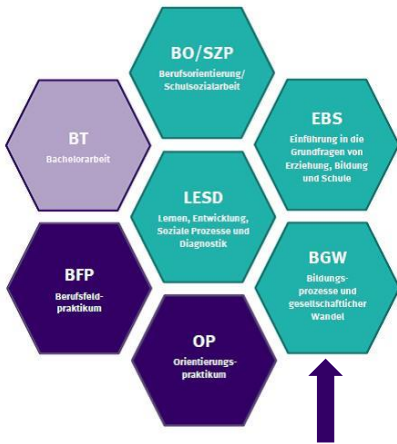 BO/SZP
Berufsorientierung/
Schulsozialarbeit
BT
Bachelorarbeit
EBS
Einführung in die
Grundfragen von
Erziehung, Bildung
und Schule
LESD
Lernen, Entwicklung,
Soziale Prozesse und
Diagnostik
BFP
Berufsfeld-
praktikum
BGW
Bildungs-
prozesse und
gesellschaftlicher
Wandel
OP
Orientierungs-
praktikum